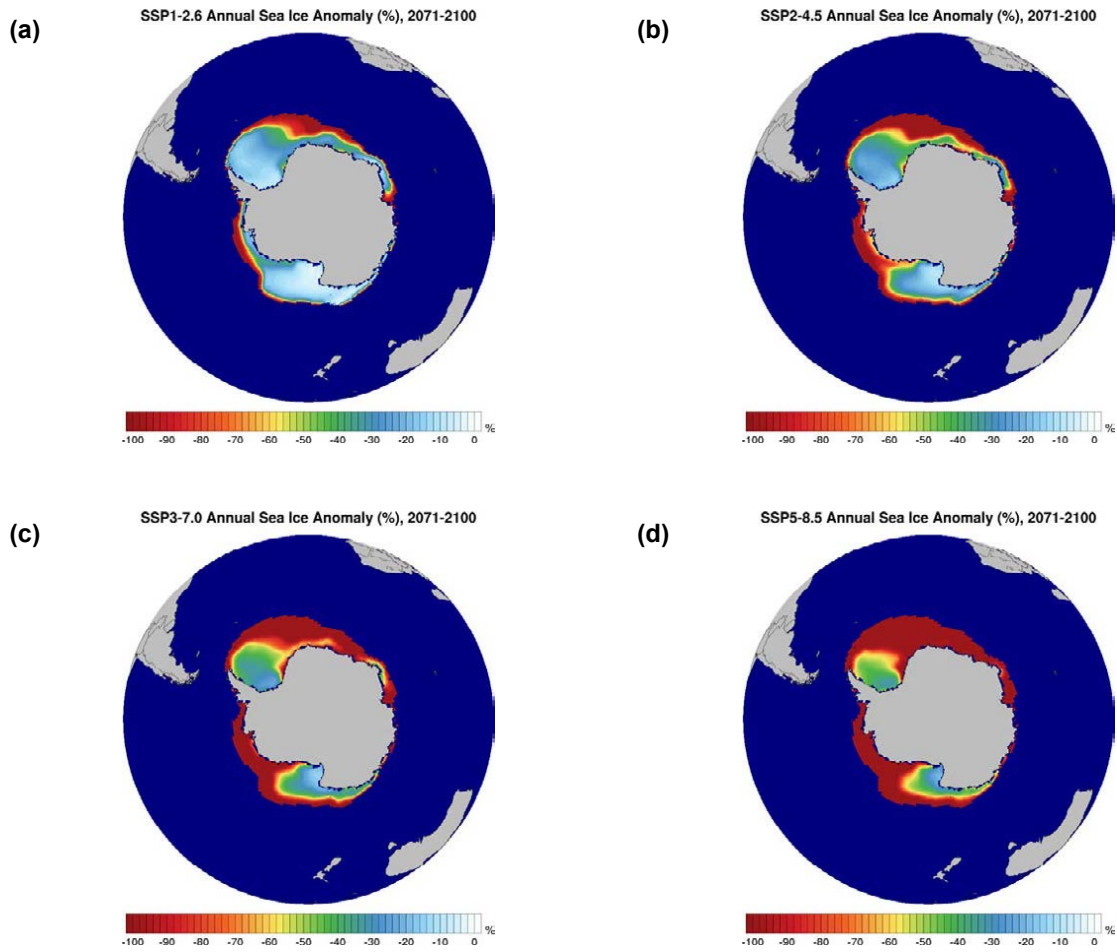 (a)
SSP1-2.6 Annual Sea Ice Anomaly (%), 2071-2100
-100 -90 -80 -70 -60 -50 -40 -30 -20 -10 0 %
(b)
SSP2-4.5 Annual Sea Ice Anomaly (%), 2071-2100
-100 -90 -80 -70 -60 -50 -40 -30 -20 -10 0 %
(c)
SSP3-7.0 Annual Sea Ice Anomaly (%), 2071-2100
-100 -90 -80 -70 -60 -50 -40 -30 -20 -10 0 %
(d)
SSP5-8.5 Annual Sea Ice Anomaly (%), 2071-2100
-100 -90 -80 -70 -60 -50 -40 -30 -20 -10 0 %